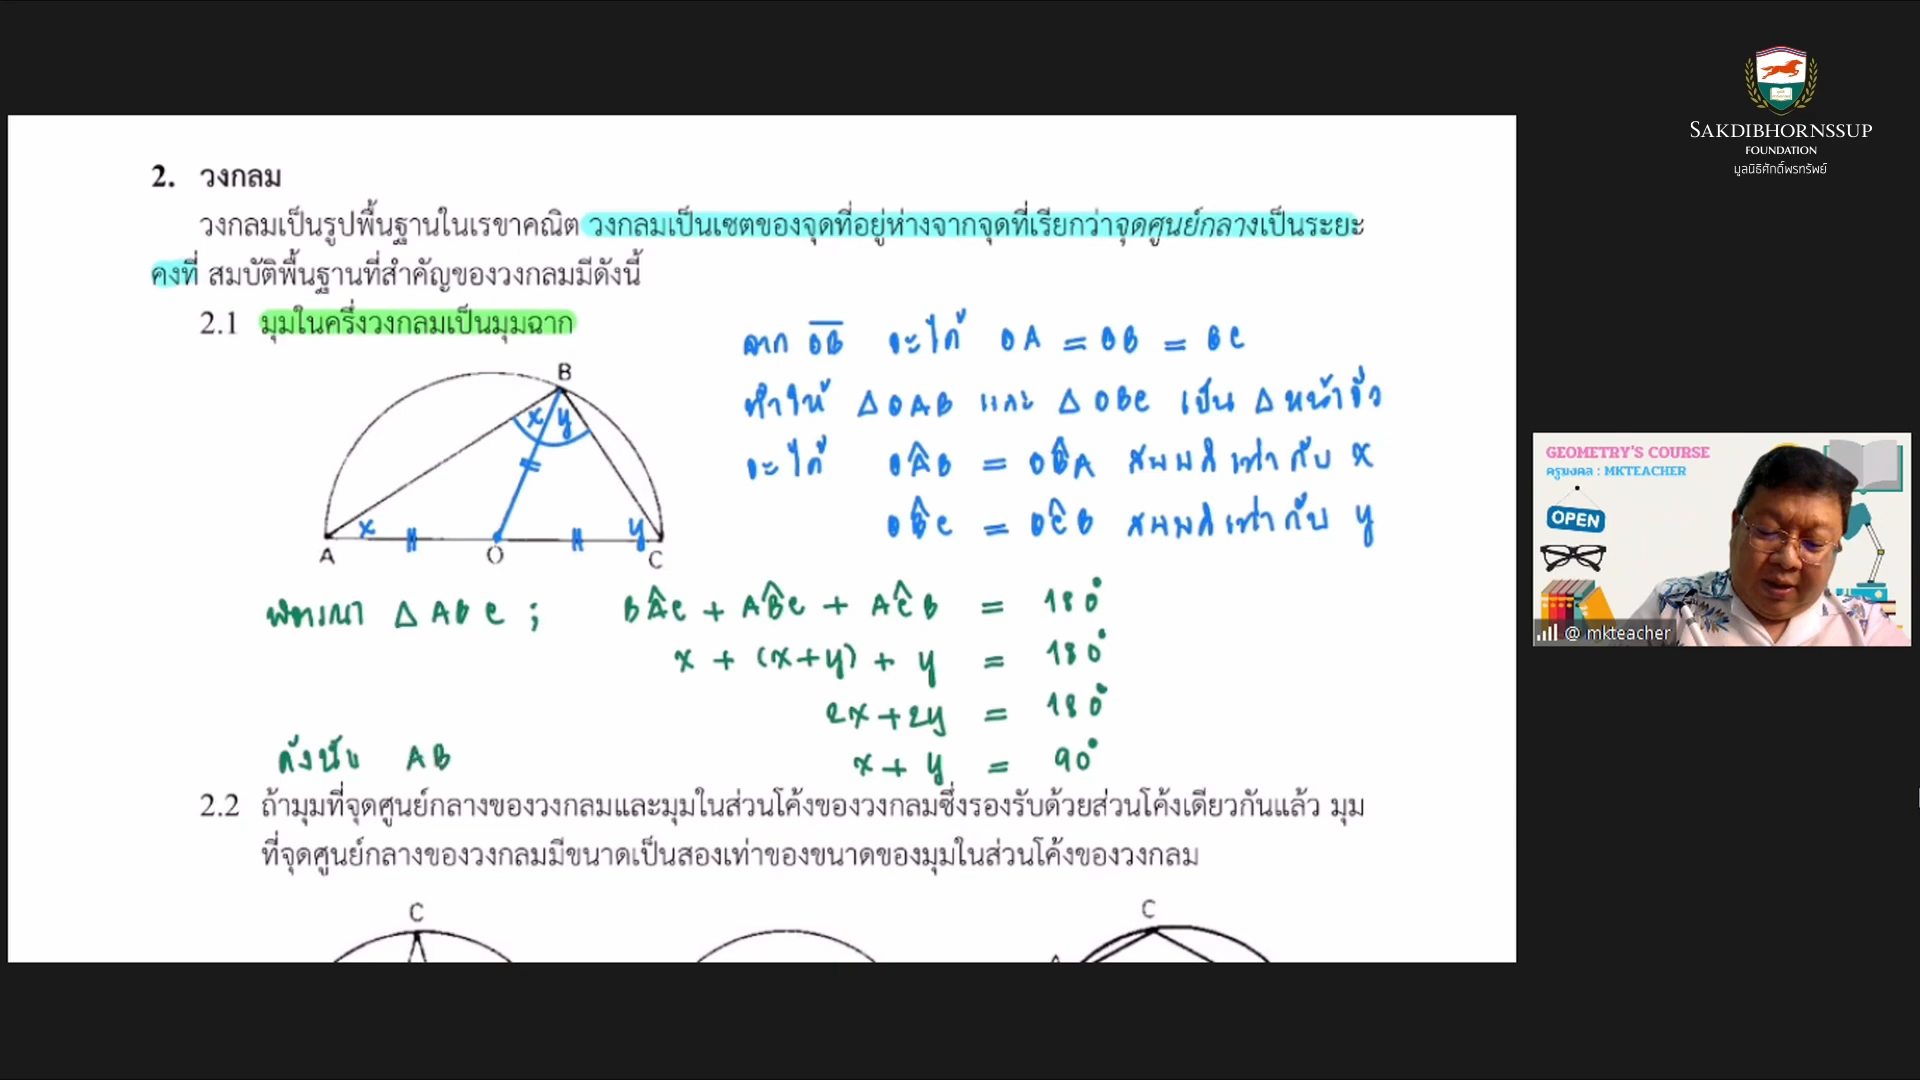 SAKDIBHORNSSUP
FOUNDATION
มูลนิธิศักดิ์พรทรัพย์
2. วงกลม
วงกลมเป็นรูปพื้นฐานในเรขาคณิต วงกลมเป็นเซตของจุดที่อยู่ห่างจากจุดที่เรียกว่าจุดศูนย์กลางเป็นระยะ
คงที่ สมบัติพื้นฐานที่สำคัญของวงกลมมีดังนี้
2.1 มุมในครึ่งวงกลมเป็นมุมฉาก
B
x y
x
y
A
O
C
จาก O̅B̅ จะได้ OA = OB = OC
ทำให้ △OAB และ △OBC เป็น △ หน้าจั่ว
จะได้ OÂB = OB̂A สมมติเท่ากับ x
OB̂C = OĈB สมมติเท่ากับ y
พิจารณา △ABC ; BÂC + AB̂C + AĈB = 180°
x + (x+y) + y = 180°
2x+2y = 180°
x + y = 90°
ดังนั้น AB
2.2 ถ้ามุมที่จุดศูนย์กลางของวงกลมและมุมในส่วนโค้งของวงกลมซึ่งรองรับด้วยส่วนโค้งเดียวกันแล้ว มุม
ที่จุดศูนย์กลางของวงกลมมีขนาดเป็นสองเท่าของขนาดของมุมในส่วนโค้งของวงกลม
C
C
GEOMETRY'S COURSE
ครูมงคล : MKTEACHER
OPEN
@ mkteacher